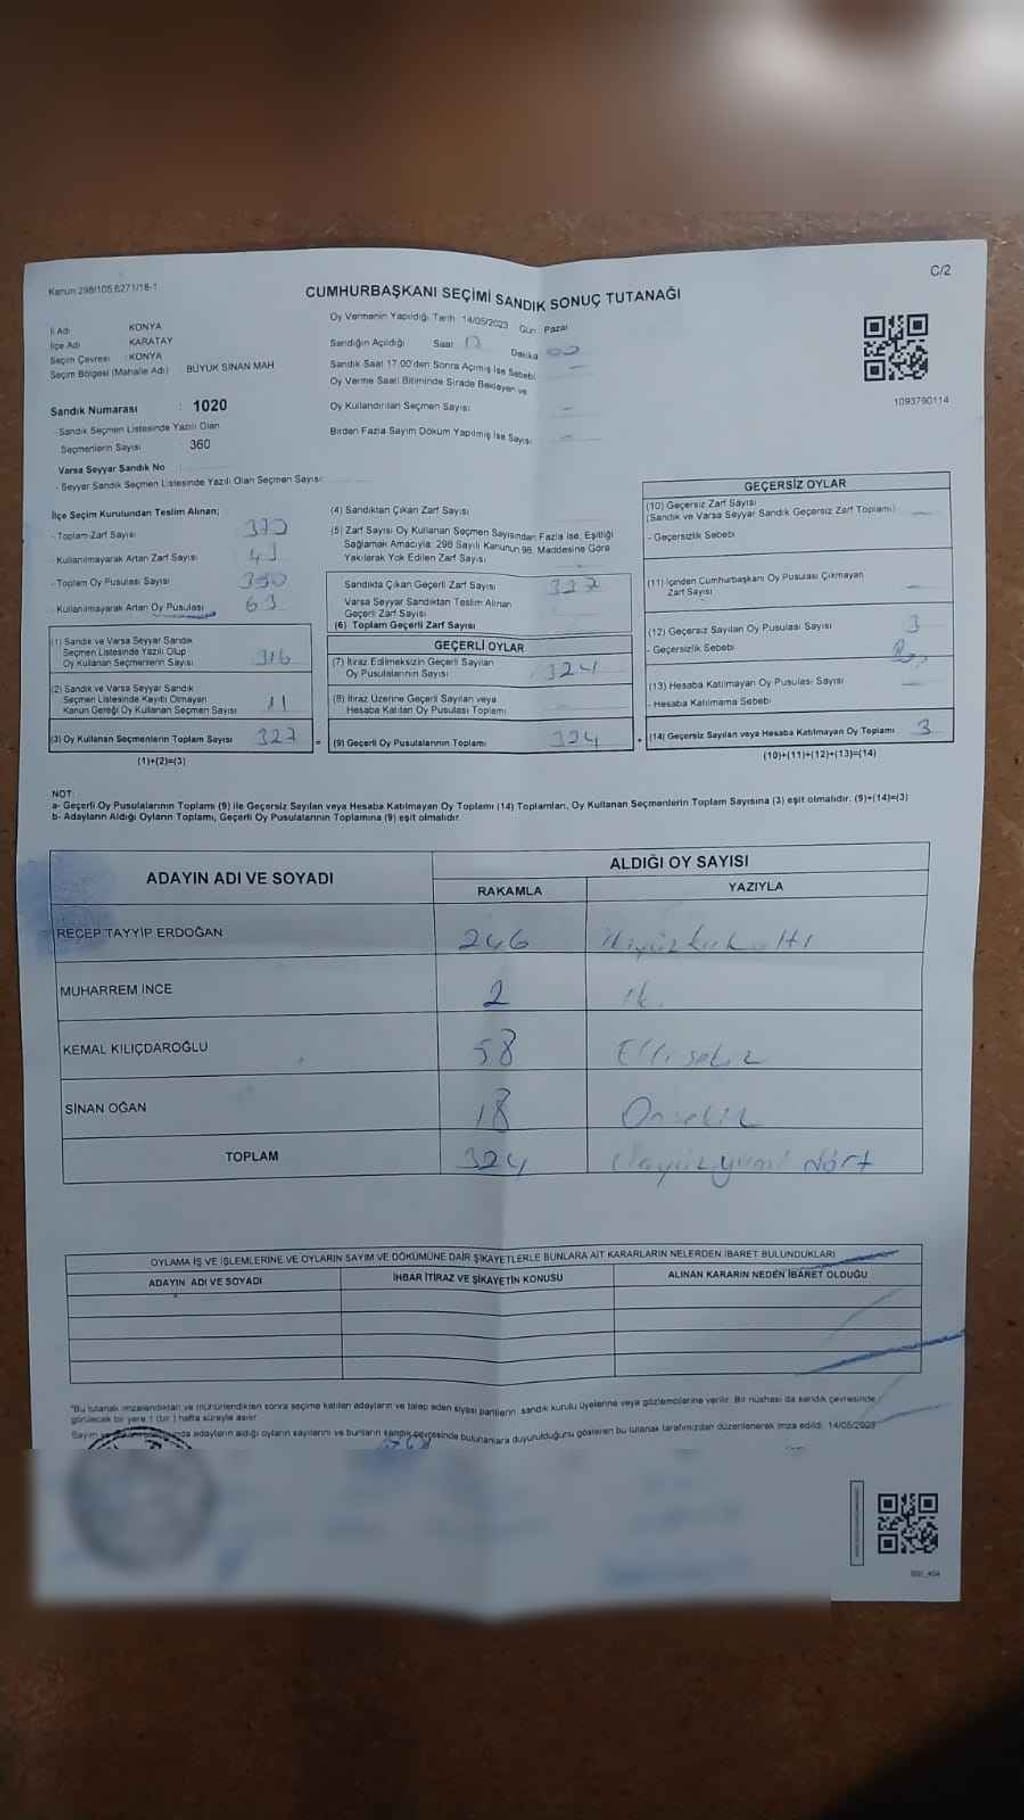 C/2
Kanun 298/105,6271/18-1
CUMHURBAŞKANI SEÇİMİ SANDIK SONUÇ TUTANAĞI
İl Adı KONYA
İlçe Adı KARATAY
Seçim Çevresi : KONYA
Seçim Bölgesi (Mahalle Adı) BÜYÜK SİNAN MAH
Sandık Numarası : 1020
- Sandık Seçmen Listesinde Yazılı Olan
Seçmenlerin Sayısı 360
Varsa Seyyar Sandık No
- Seyyar Sandık Seçmen Listesinde Yazılı Olan Seçmen Sayısı:
Oy Vermenin Yapıldığı Tarih 14/05/2023 Gün : Pazar
Sandığın Açıldığı Saat 17 Dakika 00
Sandık Saat 17.00'den Sonra Açılmış İse Sebebi
Oy Verme Saati Bitiminde Sırada Bekleyen ve
Oy Kullandırılan Seçmen Sayısı
Birden Fazla Sayım Döküm Yapılmış İse Sayısı
1093790114
İlçe Seçim Kurulundan Teslim Alınan;
- Toplam Zarf Sayısı 370
- Kullanılmayarak Artan Zarf Sayısı 43
- Toplam Oy Pusulası Sayısı 390
- Kullanılmayarak Artan Oy Pusulası 63
(1) Sandık ve Varsa Seyyar Sandık
Seçmen Listesinde Yazılı Olup
Oy Kullanan Seçmenlerin Sayısı 316
(2) Sandık ve Varsa Seyyar Sandık
Seçmen Listesinde Kayıtlı Olmayan
Kanun Gereği Oy Kullanan Seçmen Sayısı 11
(3) Oy Kullanan Seçmenlerin Toplam Sayısı 327
(1)+(2)=(3)
(4) Sandıktan Çıkan Zarf Sayısı
(5) Zarf Sayısı Oy Kullanan Seçmen Sayısından Fazla İse, Eşitliği
Sağlamak Amacıyla; 298 Sayılı Kanunun 98. Maddesine Göre
Yakılarak Yok Edilen Zarf Sayısı
Sandıkta Çıkan Geçerli Zarf Sayısı 327
Varsa Seyyar Sandıktan Teslim Alınan
Geçerli Zarf Sayısı
(6) Toplam Geçerli Zarf Sayısı
GEÇERLİ OYLAR
(7) İtiraz Edilmeksizin Geçerli Sayılan
Oy Pusulalarının Sayısı 324
(8) İtiraz Üzerine Geçerli Sayılan veya
Hesaba Katılan Oy Pusulası Toplamı
(9) Geçerli Oy Pusulalarının Toplamı 324
GEÇERSİZ OYLAR
(10) Geçersiz Zarf Sayısı
(Sandık ve Varsa Seyyar Sandık Geçersiz Zarf Toplamı)
- Geçersizlik Sebebi
(11) İçinden Cumhurbaşkanı Oy Pusulası Çıkmayan
Zarf Sayısı
(12) Geçersiz Sayılan Oy Pusulası Sayısı 3
- Geçersizlik Sebebi
(13) Hesaba Katılmayan Oy Pusulası Sayısı
- Hesaba Katılmama Sebebi
(14) Geçersiz Sayılan veya Hesaba Katılmayan Oy Toplamı 3
(10)+(11)+(12)+(13)=(14)
NOT
a- Geçerli Oy Pusulalarının Toplamı (9) ile Geçersiz Sayılan veya Hesaba Katılmayan Oy Toplamı (14) Toplamları, Oy Kullanan Seçmenlerin Toplam Sayısına (3) eşit olmalıdır. (9)+(14)=(3)
b- Adayların Aldığı Oyların Toplamı, Geçerli Oy Pusulalarının Toplamına (9) eşit olmalıdır.
ADAYIN ADI VE SOYADI ALDIĞI OY SAYISI
RAKAMLA YAZIYLA
RECEP TAYYİP ERDOĞAN 246 İkiyüzkırkaltı
MUHARREM İNCE 2 İki
KEMAL KILIÇDAROĞLU 58 Ellisekiz
SİNAN OĞAN 18 Onsekiz
TOPLAM 324 Üçyüzyirmi dört
OYLAMA İŞ VE İŞLEMLERİNE VE OYLARIN SAYIM VE DÖKÜMÜNE DAİR ŞİKAYETLERLE BUNLARA AİT KARARLARIN NELERDEN İBARET BULUNDUKLARI
ADAYIN ADI VE SOYADI İHBAR İTİRAZ VE ŞİKAYETİN KONUSU ALINAN KARARIN NEDEN İBARET OLDUĞU
"Bu tutanak imzalandıktan ve mühürlendikten sonra seçime katılan adayların ve talep eden siyasi partilerin, sandık kurulu üyelerine veya gözlemcilerine verilir. Bir nüshası da sandık çevresinde
görülecek bir yere 1 (bir ) hafta süreyle asılır.
Sayım adayların aldığı oyların sayılarını ve bunların sandık çevresinde bulunanlara duyurulduğunu gösteren bu tutanak tarafımızdan düzenlenerek imza edildi. 14/05/2023